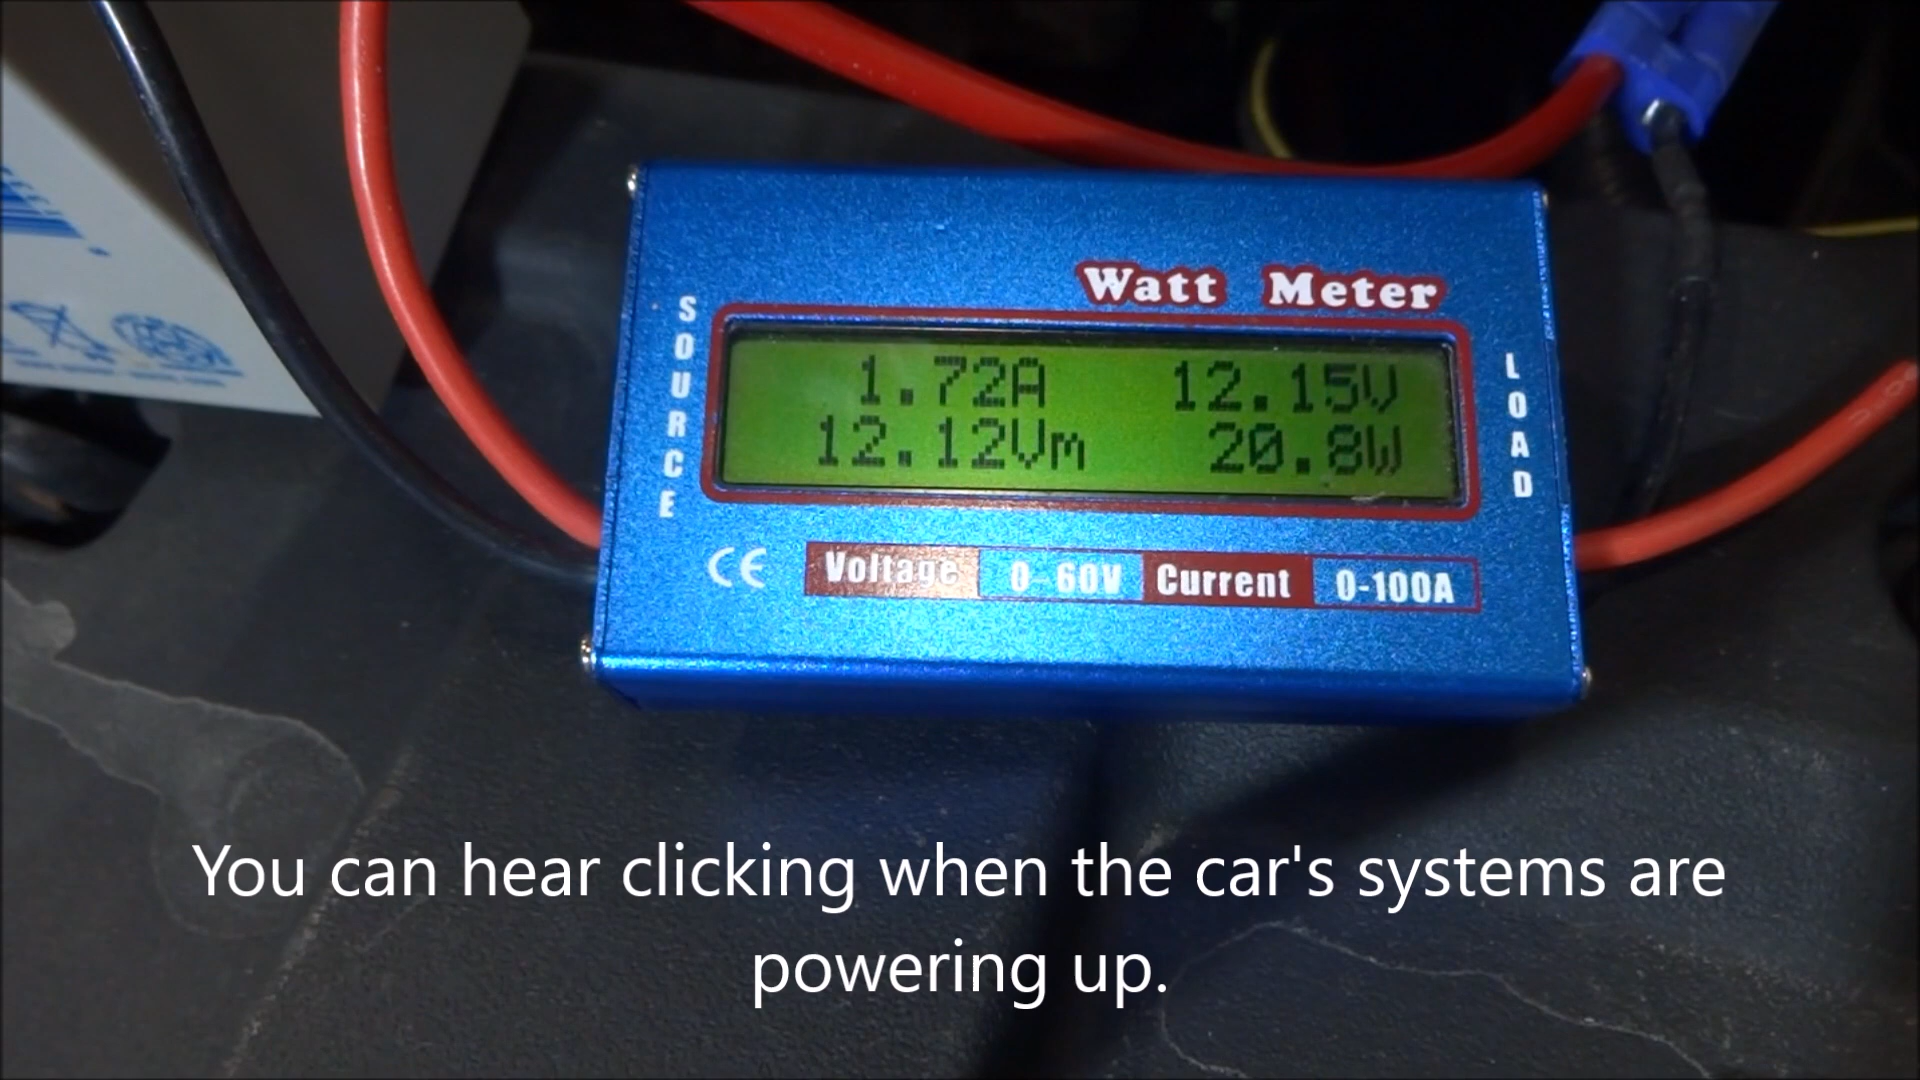 Watt Meter
SOURCE
1.72A 12.15V
12.12Vm 20.8W
LOAD
CE Voltage 0-60V Current 0-100A
You can hear clicking when the car's systems are
powering up.